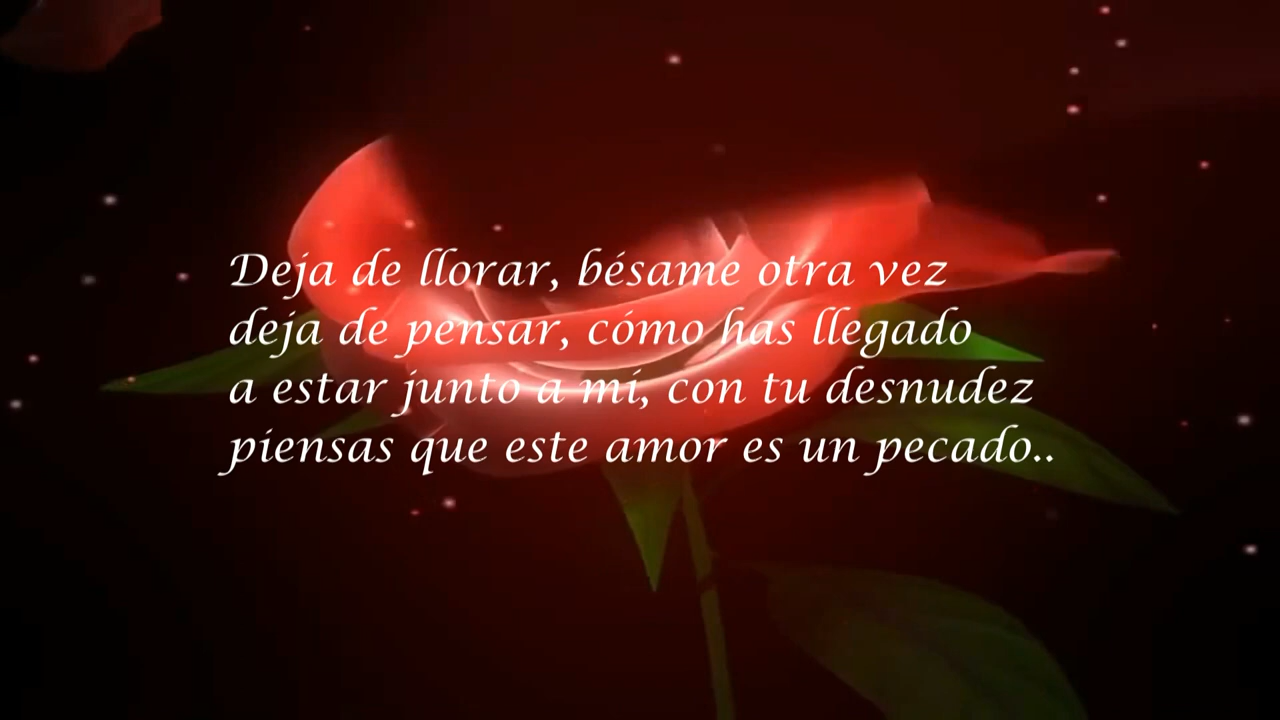 Deja de llorar, bésame otra vez
deja de pensar, cómo has llegado
a estar junto a mí, con tu desnudez
piensas que este amor es un pecado..